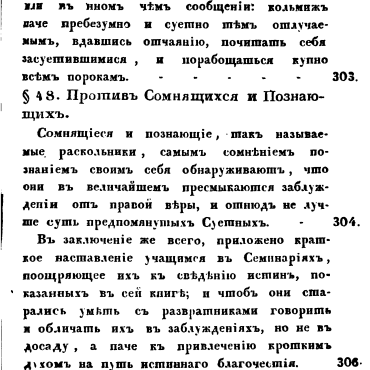 или въ иномъ чѣмъ сообщеніи: кольмижъ
паче пребезумно и суетно тѣмъ отлучае-
мымъ, вдавшись отчаянію, почитать себя
засуетившимися, и порабощаться купно
всѣмъ порокамъ. - - - - - 303.
§ 48. Противъ Сомнящихся и Познаю-
щихъ.
Сомнящіеся и познающіе, такъ называе-
мые раскольники, самымъ сомнѣніемъ по-
знаніемъ своимъ себя обнаруживаютъ, что
они въ величайшемъ пресмыкаются заблуж-
деніи отъ правой вѣры, и отнюдъ не луч-
ше суть предпомянутыхъ Суетныхъ. - 304.
Въ заключеніе же всего, приложено крат-
кое наставленіе учащимся въ Семинаріяхъ,
поощряющее ихъ къ свѣдѣнію истинъ, по-
казанныхъ въ сей книгѣ; и чтобъ они ста-
рались умѣть съ развратниками говорить
и обличать ихъ въ заблужденіяхъ, но не въ
досаду, а паче къ привлеченію кроткимъ
духомъ на путь истиннаго благочестія. 306.